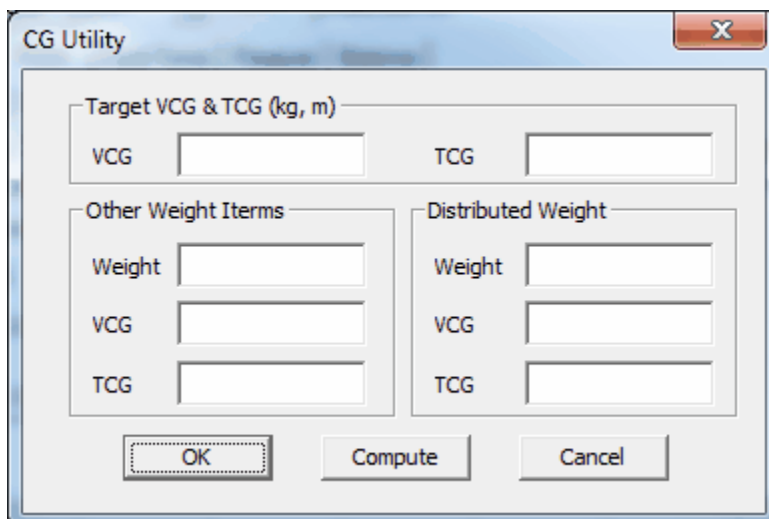 CG Utility
Target VCG & TCG (kg, m)
VCG TCG
Other Weight Iterms Distributed Weight
Weight Weight
VCG VCG
TCG TCG
OK Compute Cancel